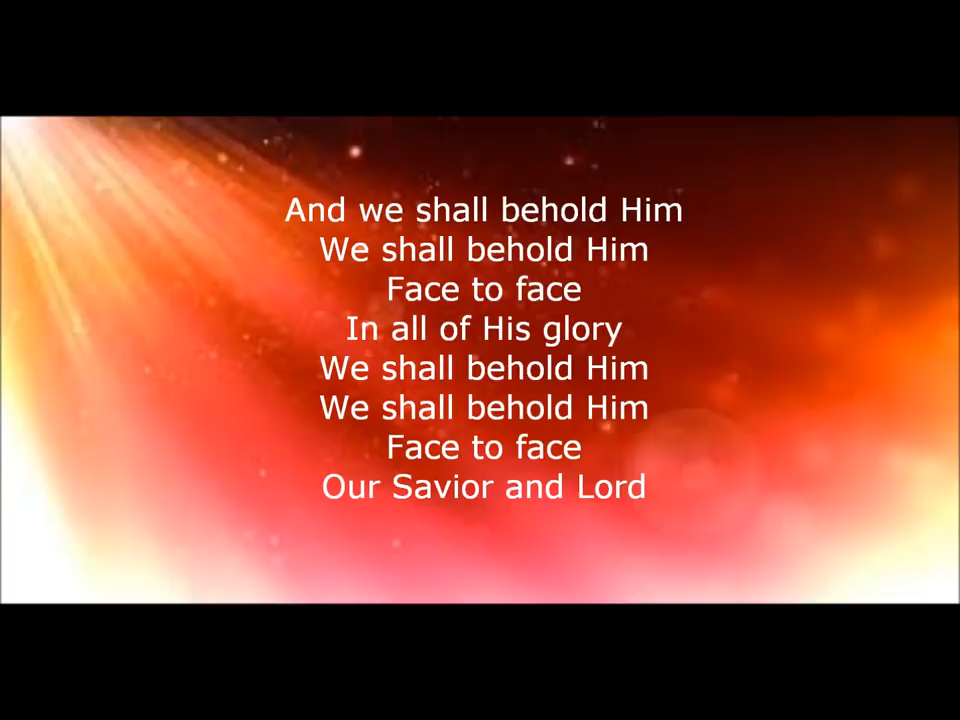 And we shall behold Him
We shall behold Him
Face to face
In all of His glory
We shall behold Him
We shall behold Him
Face to face
Our Savior and Lord